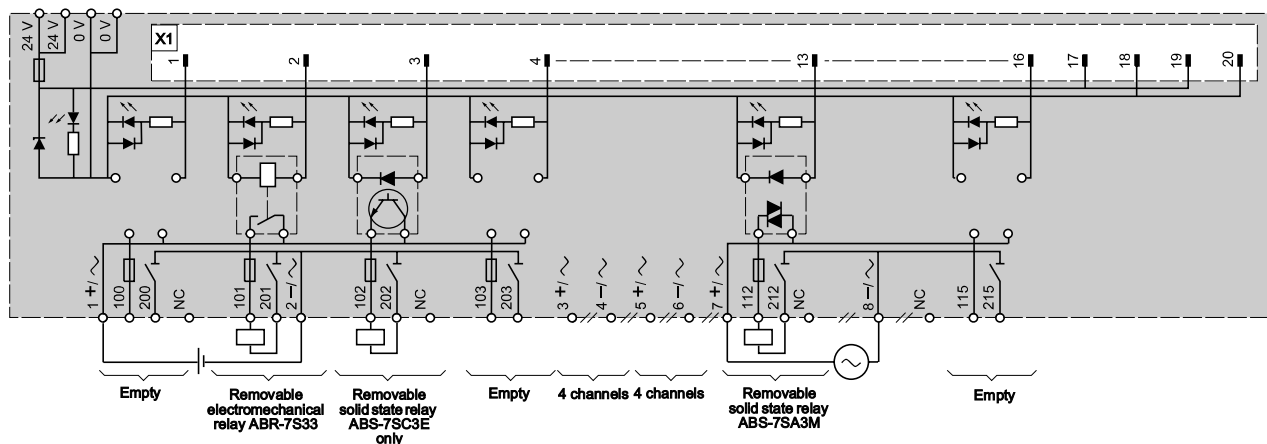 24 V
24 V
0 V
0 V
X1
1
2
3
4
13
16
17
18
19
20
1 +/~
100
200
NC
101
201
2 –/~
102
202
NC
103
203
3 +/~
4 –/~
5 +/~
6 –/~
7 +/~
112
212
NC
8 –/~
NC
115
215
Empty
Removable
electromechanical
relay ABR-7S33
Removable
solid state relay
ABS-7SC3E
only
Empty
4 channels
4 channels
Removable
solid state relay
ABS-7SA3M
Empty